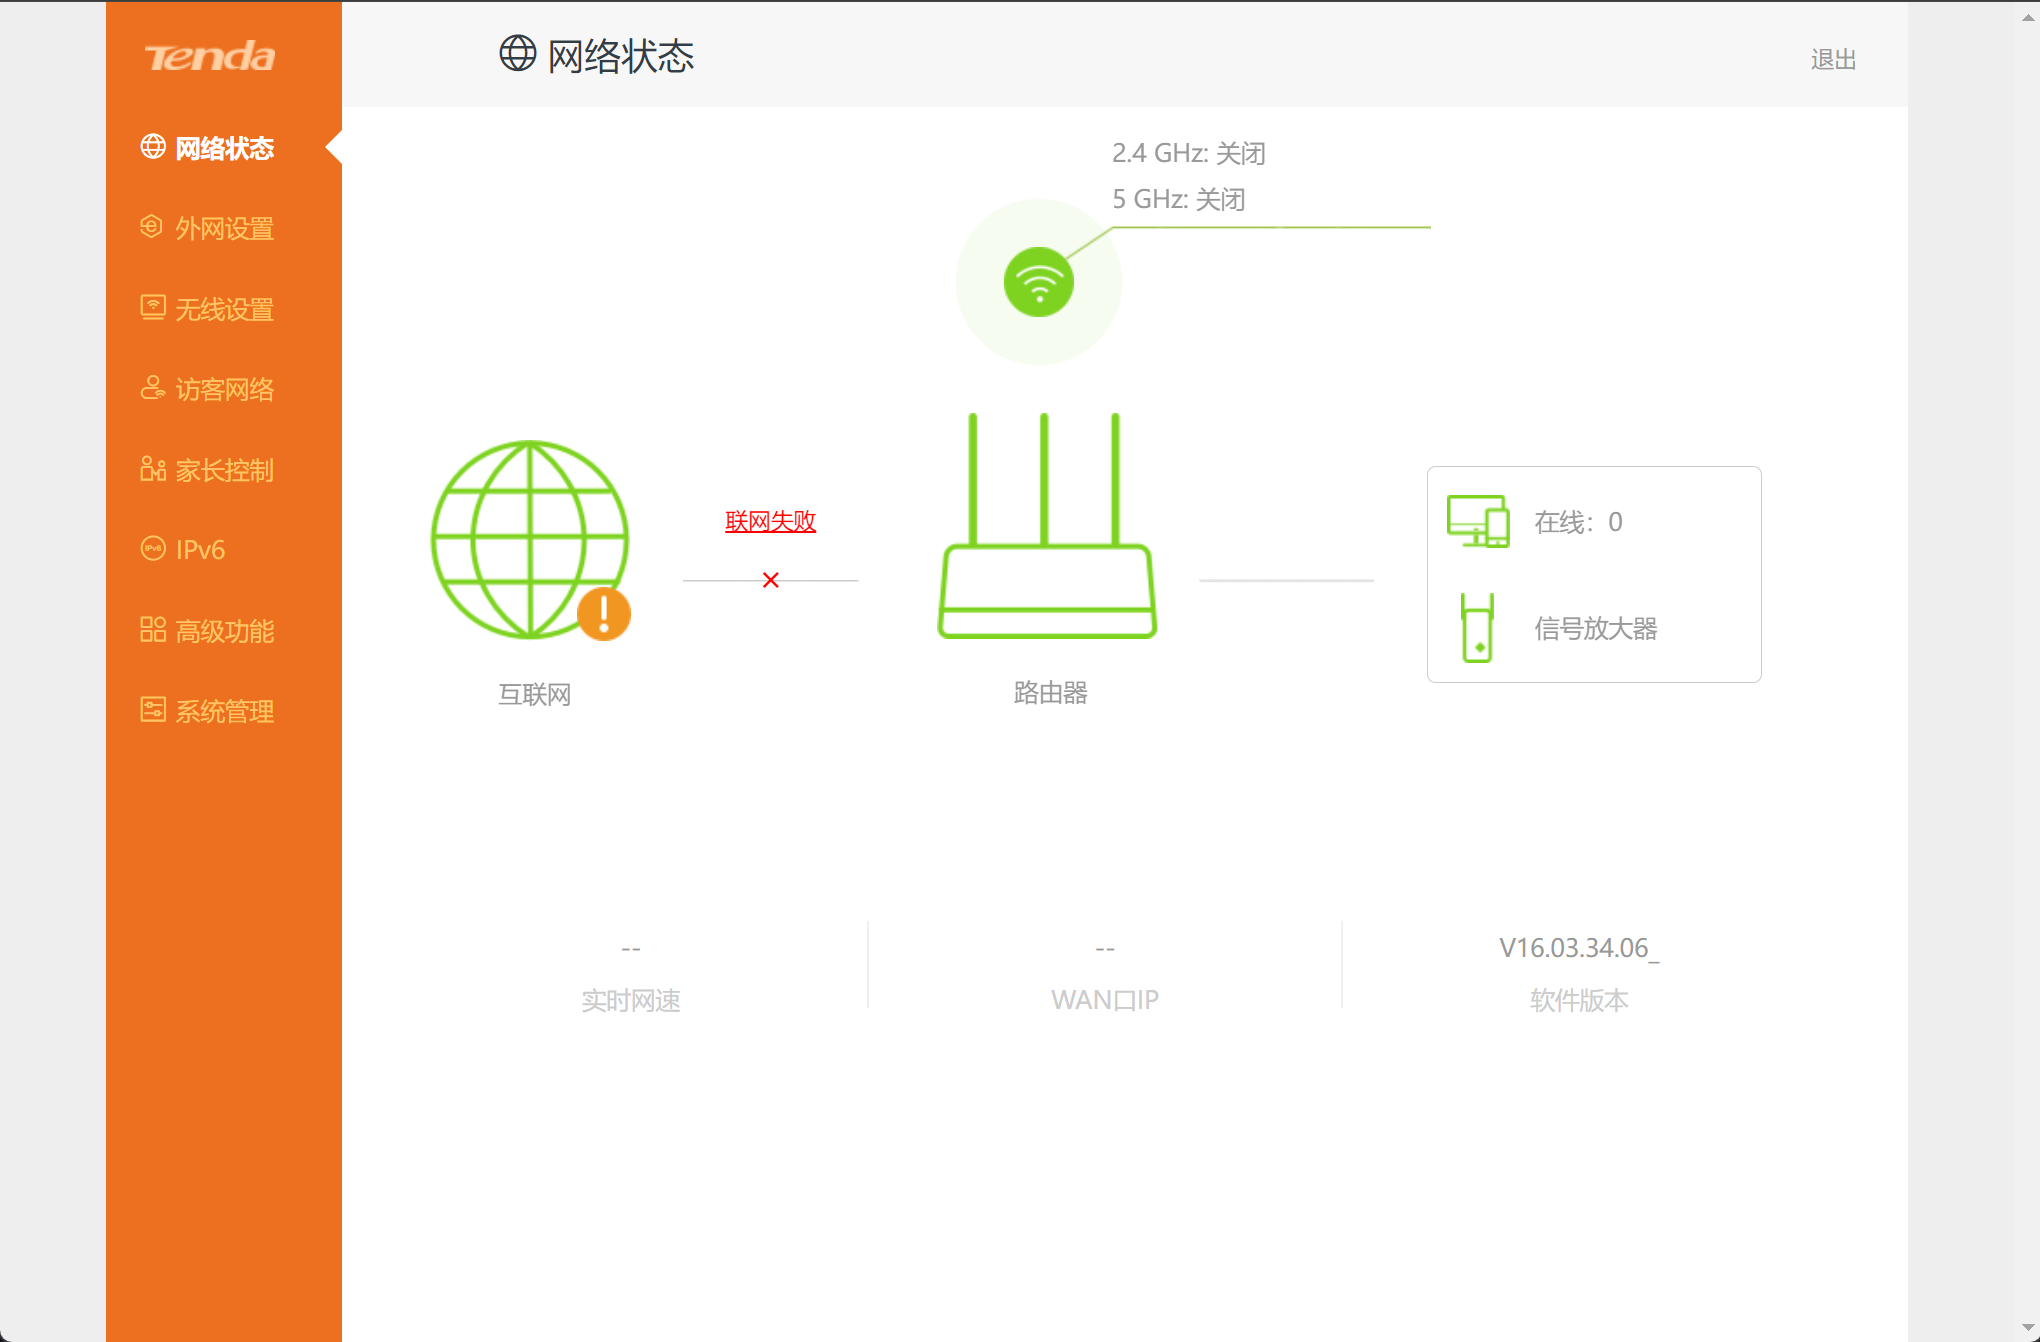 Tenda
网络状态
退出
网络状态
外网设置
无线设置
访客网络
家长控制
IPv6
高级功能
系统管理
2.4 GHz: 关闭
5 GHz: 关闭
联网失败
互联网
路由器
在线：0
信号放大器
--
实时网速
--
WAN口IP
V16.03.34.06_
软件版本